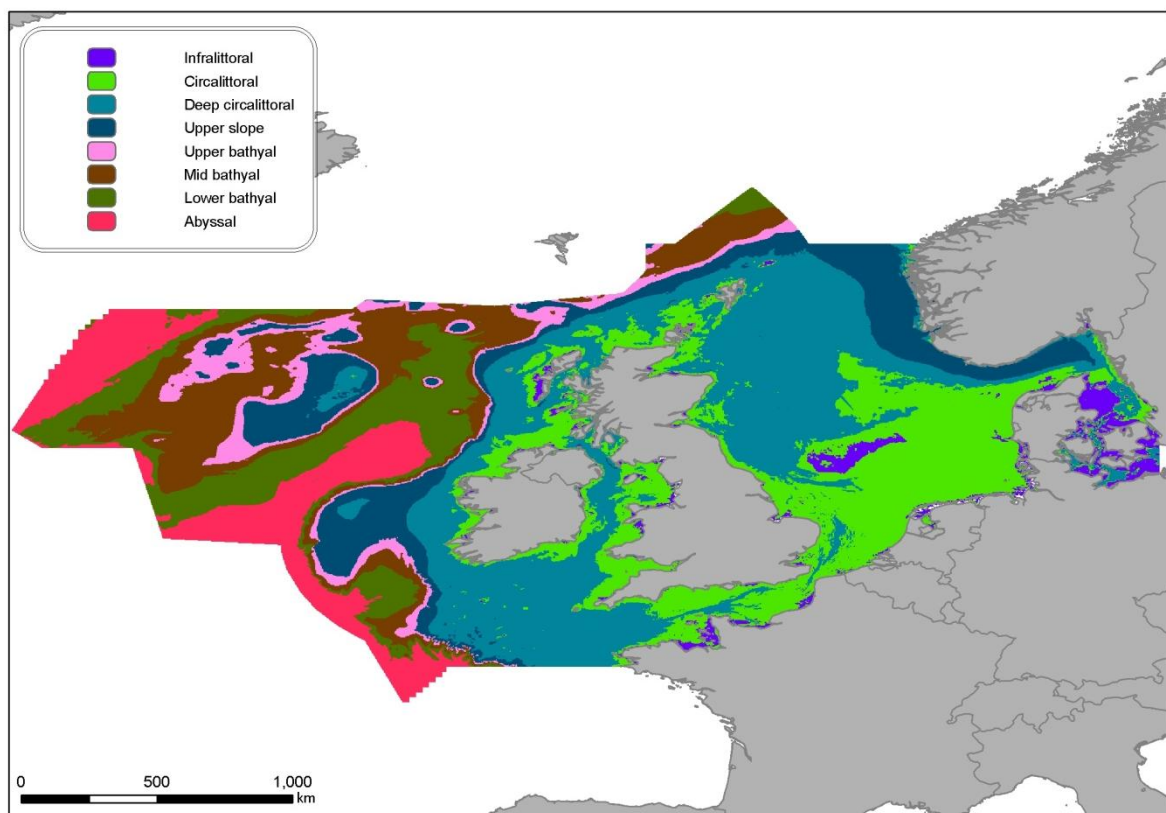 Infralittoral
Circalittoral
Deep circalittoral
Upper slope
Upper bathyal
Mid bathyal
Lower bathyal
Abyssal
0 500 1,000
km